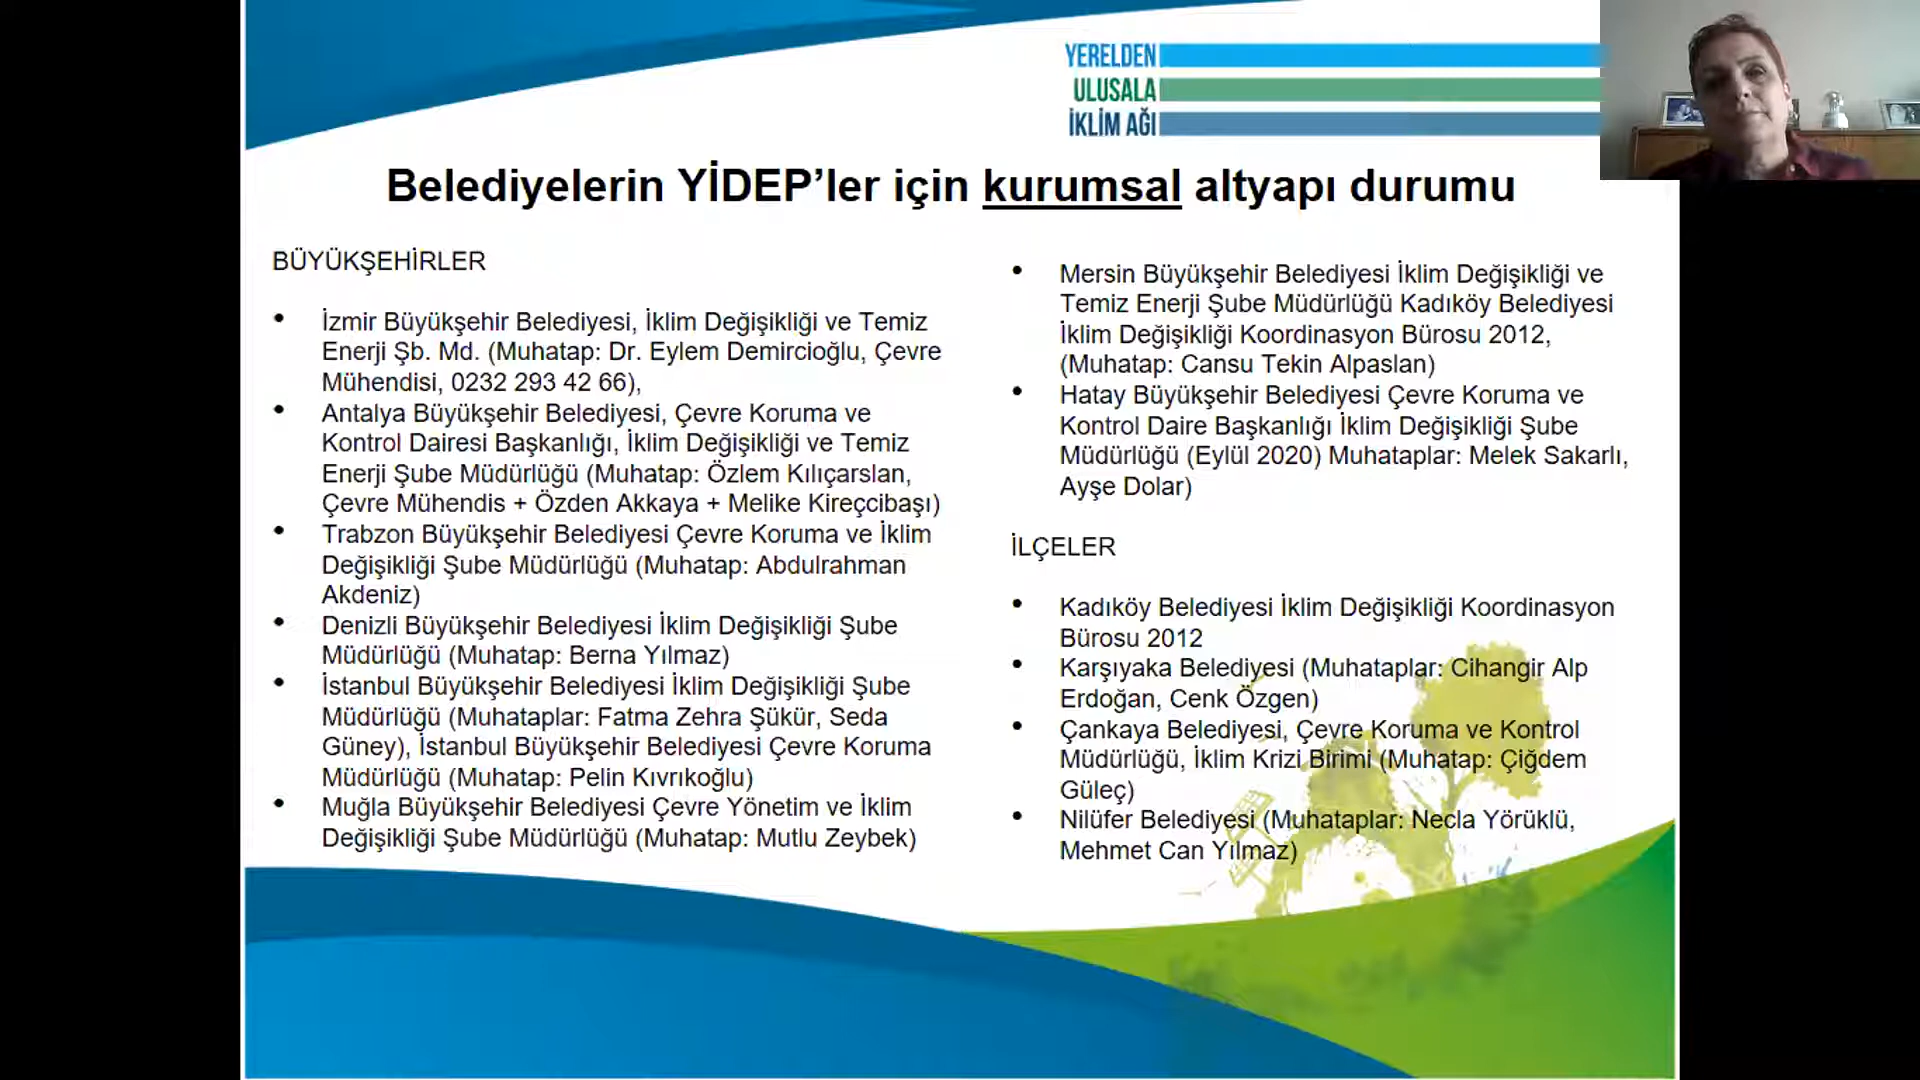 YERELDEN
ULUSALA
İKLİM AĞI
Belediyelerin YİDEP’ler için kurumsal altyapı durumu
BÜYÜKŞEHİRLER
• İzmir Büyükşehir Belediyesi, İklim Değişikliği ve Temiz
Enerji Şb. Md. (Muhatap: Dr. Eylem Demircioğlu, Çevre
Mühendisi, 0232 293 42 66),
• Antalya Büyükşehir Belediyesi, Çevre Koruma ve
Kontrol Dairesi Başkanlığı, İklim Değişikliği ve Temiz
Enerji Şube Müdürlüğü (Muhatap: Özlem Kılıçarslan,
Çevre Mühendis + Özden Akkaya + Melike Kireçcibaşı)
• Trabzon Büyükşehir Belediyesi Çevre Koruma ve İklim
Değişikliği Şube Müdürlüğü (Muhatap: Abdulrahman
Akdeniz)
• Denizli Büyükşehir Belediyesi İklim Değişikliği Şube
Müdürlüğü (Muhatap: Berna Yılmaz)
• İstanbul Büyükşehir Belediyesi İklim Değişikliği Şube
Müdürlüğü (Muhataplar: Fatma Zehra Şükür, Seda
Güney), İstanbul Büyükşehir Belediyesi Çevre Koruma
Müdürlüğü (Muhatap: Pelin Kıvrıkoğlu)
• Muğla Büyükşehir Belediyesi Çevre Yönetim ve İklim
Değişikliği Şube Müdürlüğü (Muhatap: Mutlu Zeybek)
• Mersin Büyükşehir Belediyesi İklim Değişikliği ve
Temiz Enerji Şube Müdürlüğü Kadıköy Belediyesi
İklim Değişikliği Koordinasyon Bürosu 2012,
(Muhatap: Cansu Tekin Alpaslan)
• Hatay Büyükşehir Belediyesi Çevre Koruma ve
Kontrol Daire Başkanlığı İklim Değişikliği Şube
Müdürlüğü (Eylül 2020) Muhataplar: Melek Sakarlı,
Ayşe Dolar)
İLÇELER
• Kadıköy Belediyesi İklim Değişikliği Koordinasyon
Bürosu 2012
• Karşıyaka Belediyesi (Muhataplar: Cihangir Alp
Erdoğan, Cenk Özgen)
• Çankaya Belediyesi, Çevre Koruma ve Kontrol
Müdürlüğü, İklim Krizi Birimi (Muhatap: Çiğdem
Güleç)
• Nilüfer Belediyesi (Muhataplar: Necla Yörüklü,
Mehmet Can Yılmaz)